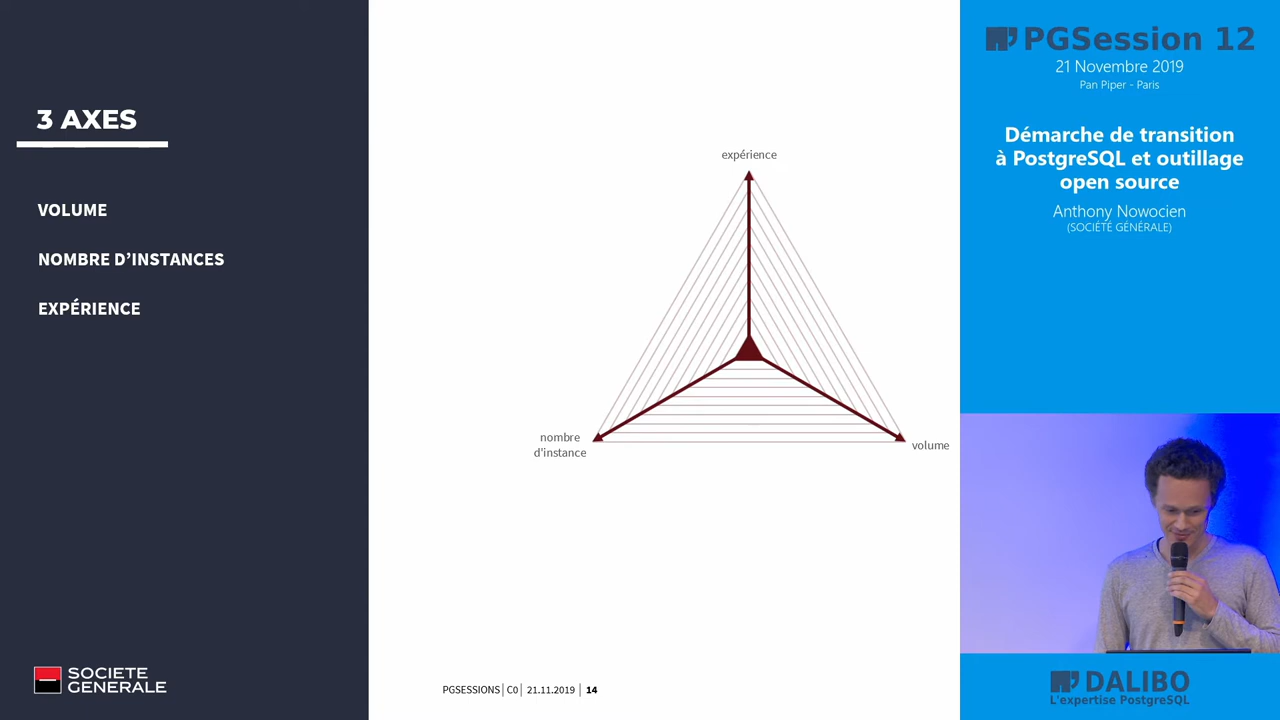 3 AXES
VOLUME
NOMBRE D’INSTANCES
EXPÉRIENCE
SOCIETE
GENERALE
expérience
nombre
d'instance
volume
PGSESSIONS | C0 | 21.11.2019 | 14
PGSession 12
21 Novembre 2019
Pan Piper - Paris
Démarche de transition
à PostgreSQL et outillage
open source
Anthony Nowocien
(SOCIÉTÉ GÉNÉRALE)
DALIBO
L'expertise PostgreSQL